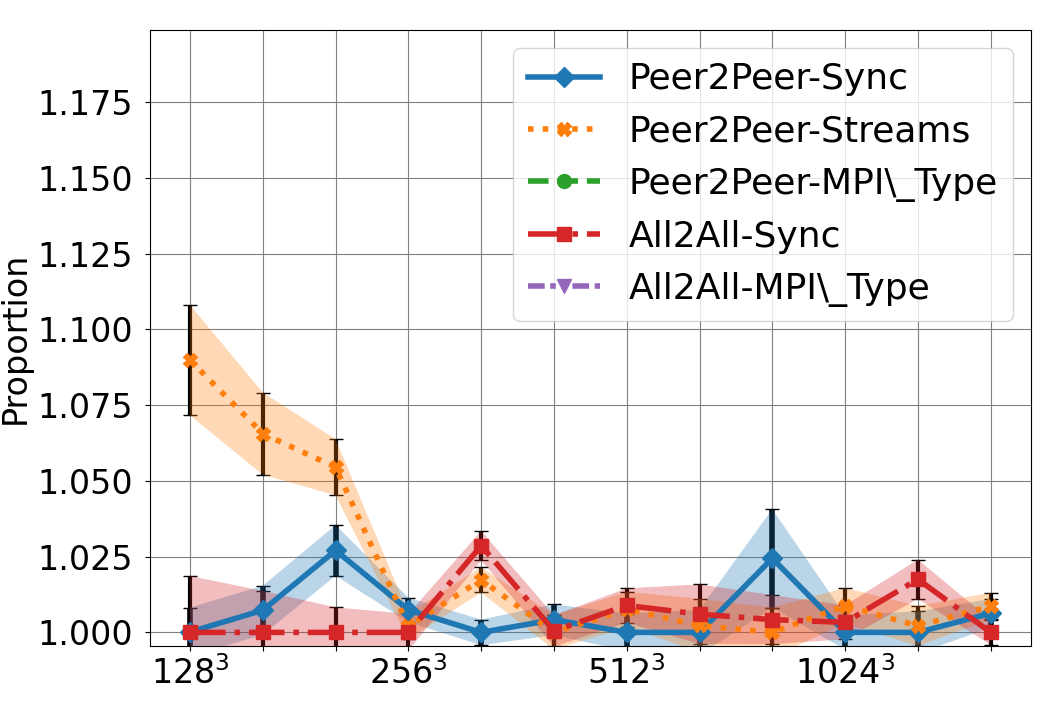 Peer2Peer-Sync
Peer2Peer-Streams
Peer2Peer-MPI\_Type
All2All-Sync
All2All-MPI\_Type
Proportion
1.175
1.150
1.125
1.100
1.075
1.050
1.025
1.000
128³ 256³ 512³ 1024³